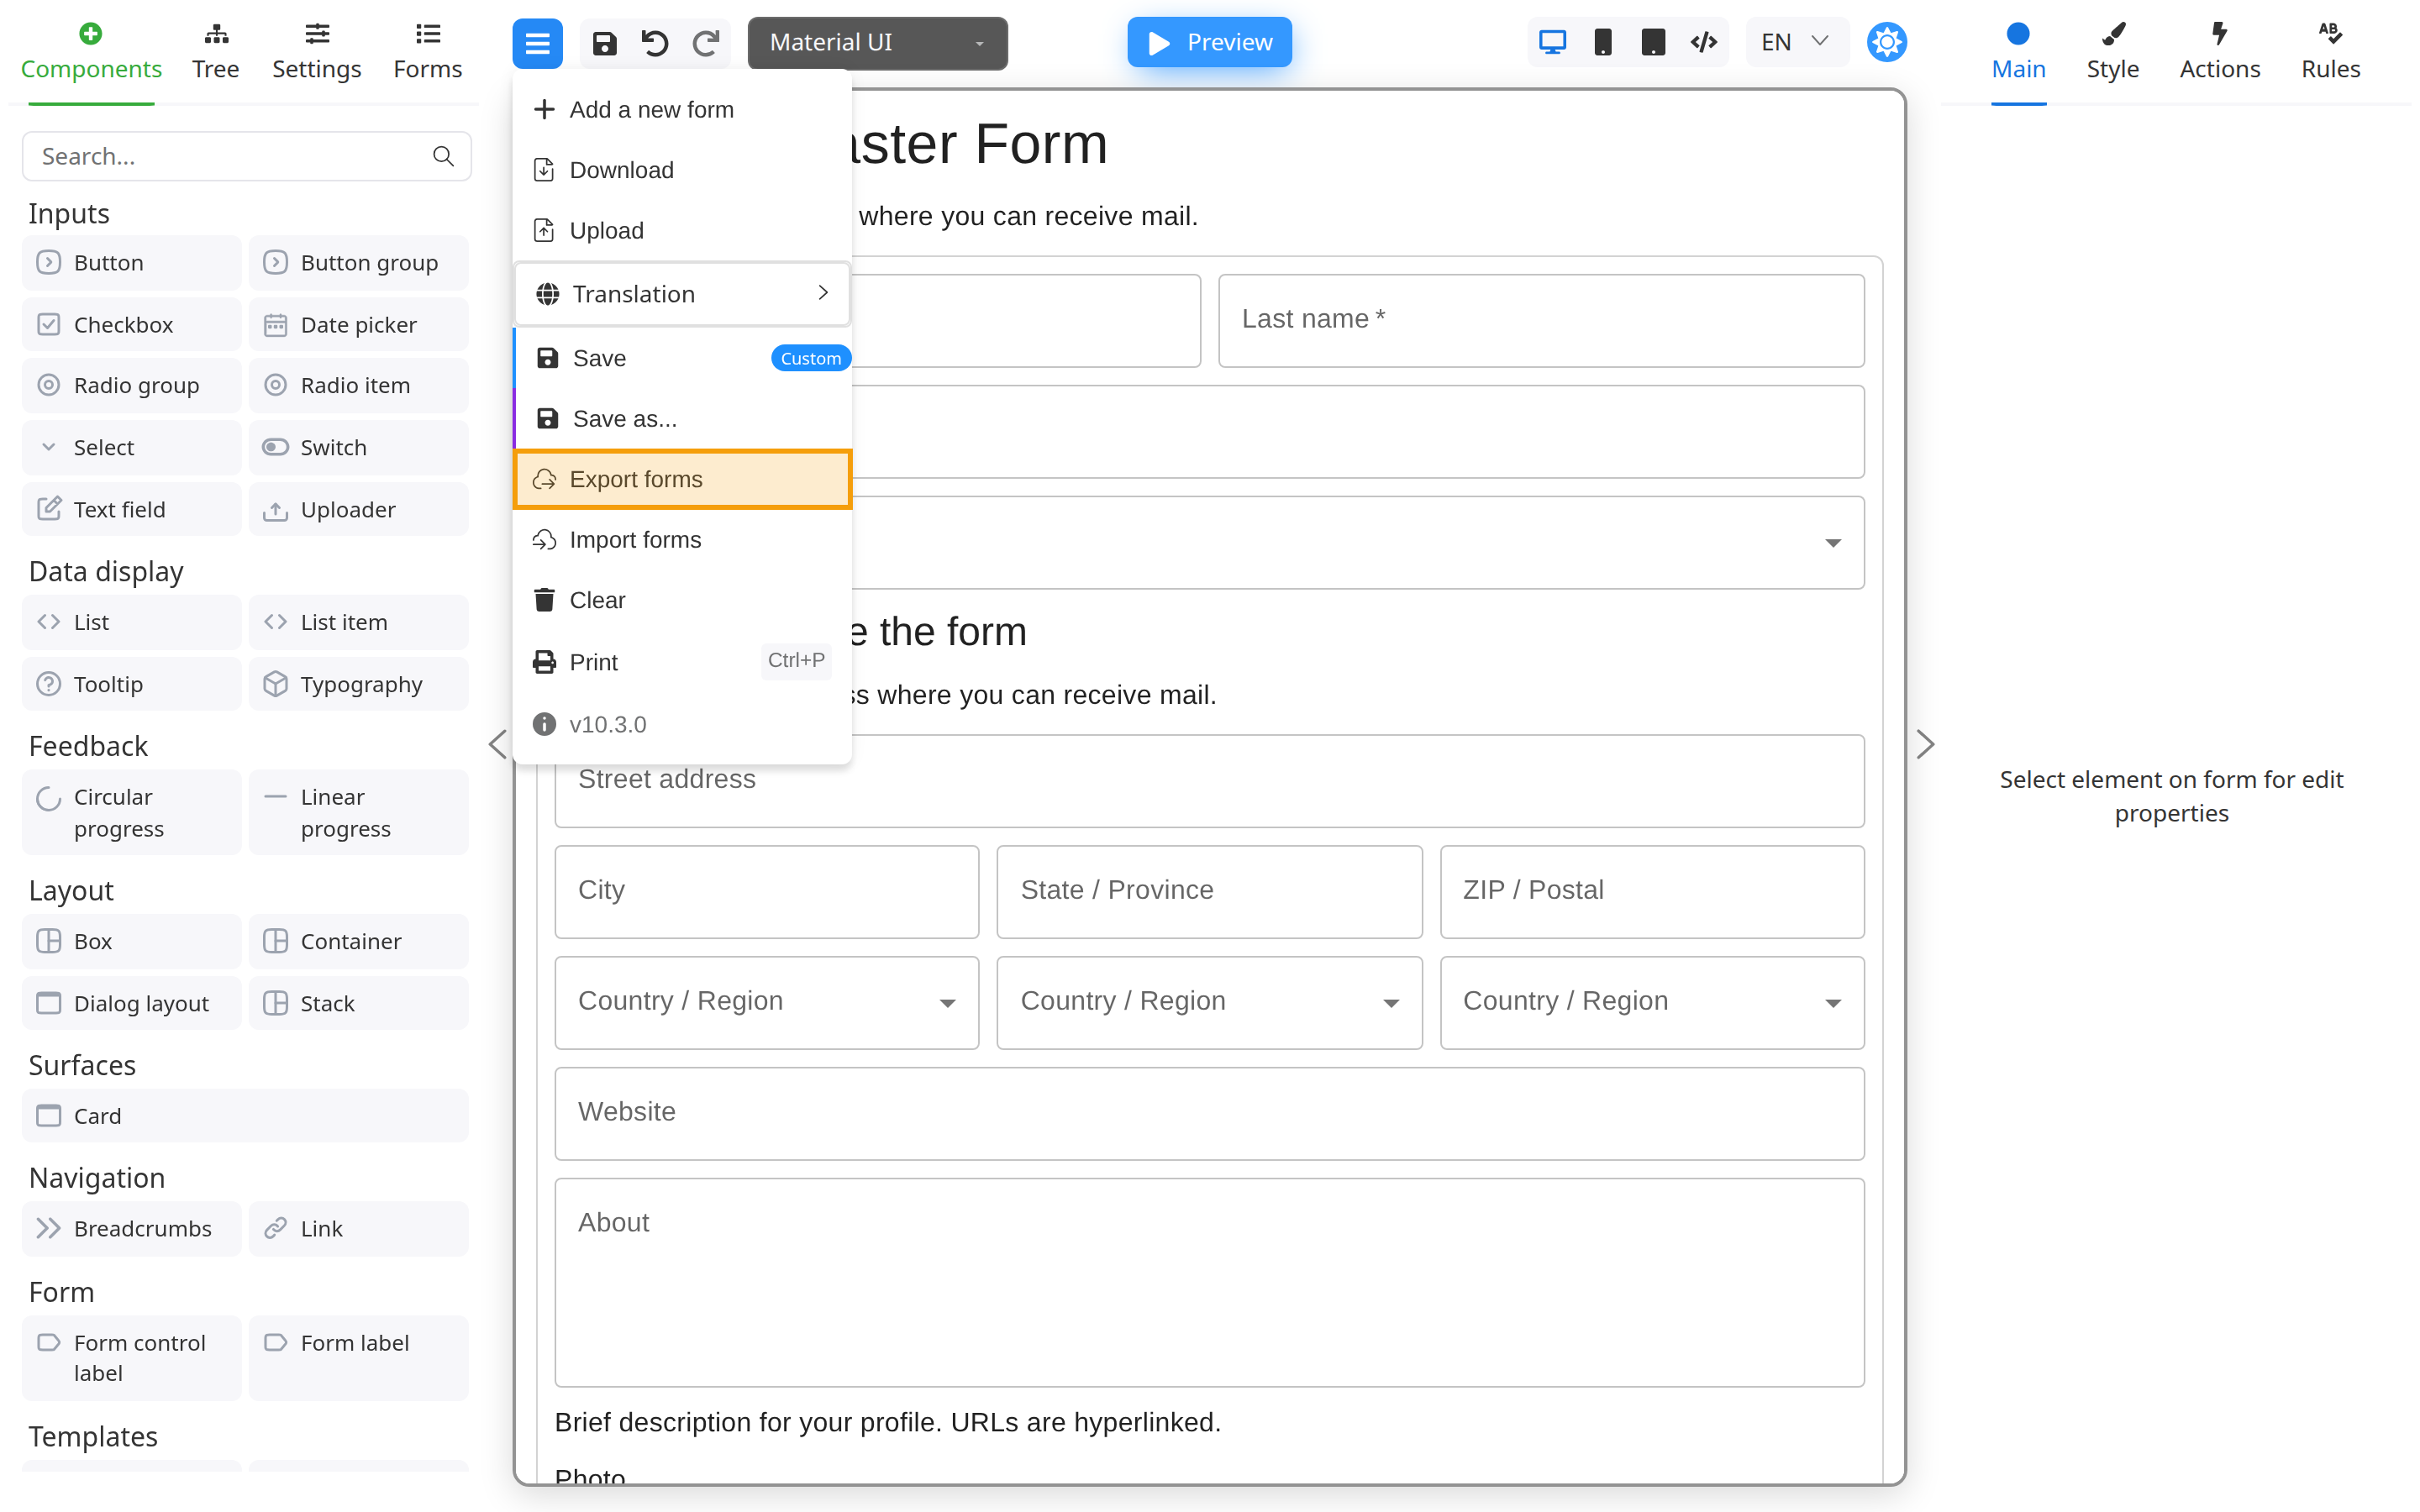 Components
Tree
Settings
Forms
Material UI
Preview
EN
Main
Style
Actions
Rules
Search...
Inputs
Button
Button group
Checkbox
Date picker
Radio group
Radio item
Select
Switch
Text field
Uploader
Data display
List
List item
Tooltip
Typography
Feedback
Circular
progress
Linear
progress
Layout
Box
Container
Dialog layout
Stack
Surfaces
Card
Navigation
Breadcrumbs
Link
Form
Form control
label
Form label
Templates
Add a new form
Download
Upload
Translation
Save
Custom
Save as...
Export forms
Import forms
Clear
Print
Ctrl+P
v10.3.0
aster Form
where you can receive mail.
Last name *
e the form
ss where you can receive mail.
Street address
City
State / Province
ZIP / Postal
Country / Region
Country / Region
Country / Region
Website
About
Brief description for your profile. URLs are hyperlinked.
Photo
Select element on form for edit
properties
AB